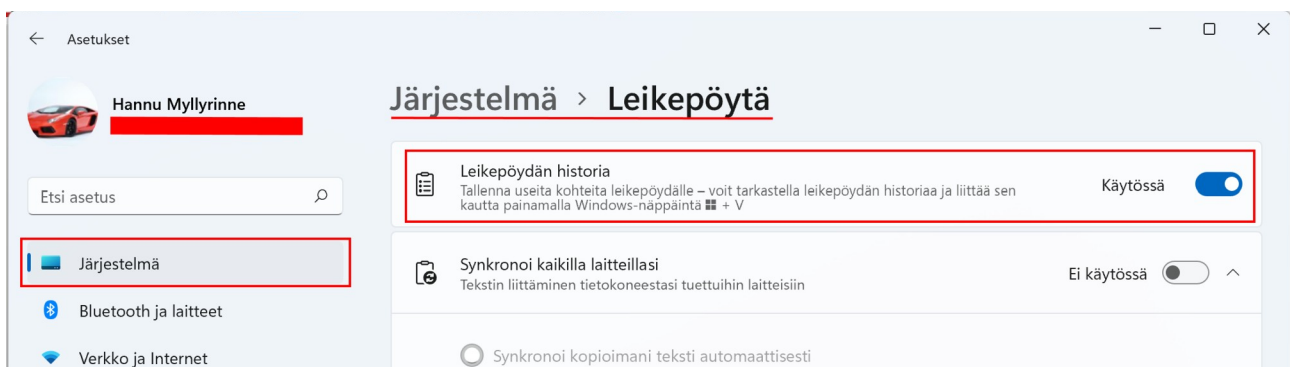 Asetukset
Hannu Myllyrinne
Etsi asetus
Järjestelmä
Bluetooth ja laitteet
Verkko ja Internet
Järjestelmä > Leikepöytä
Leikepöydän historia
Tallenna useita kohteita leikepöydälle – voit tarkastella leikepöydän historiaa ja liittää sen
kautta painamalla Windows-näppäintä + V
Käytössä
Synkronoi kaikilla laitteillasi
Tekstin liittäminen tietokoneestasi tuettuihin laitteisiin
Ei käytössä
Synkronoi kopioimani teksti automaattisesti